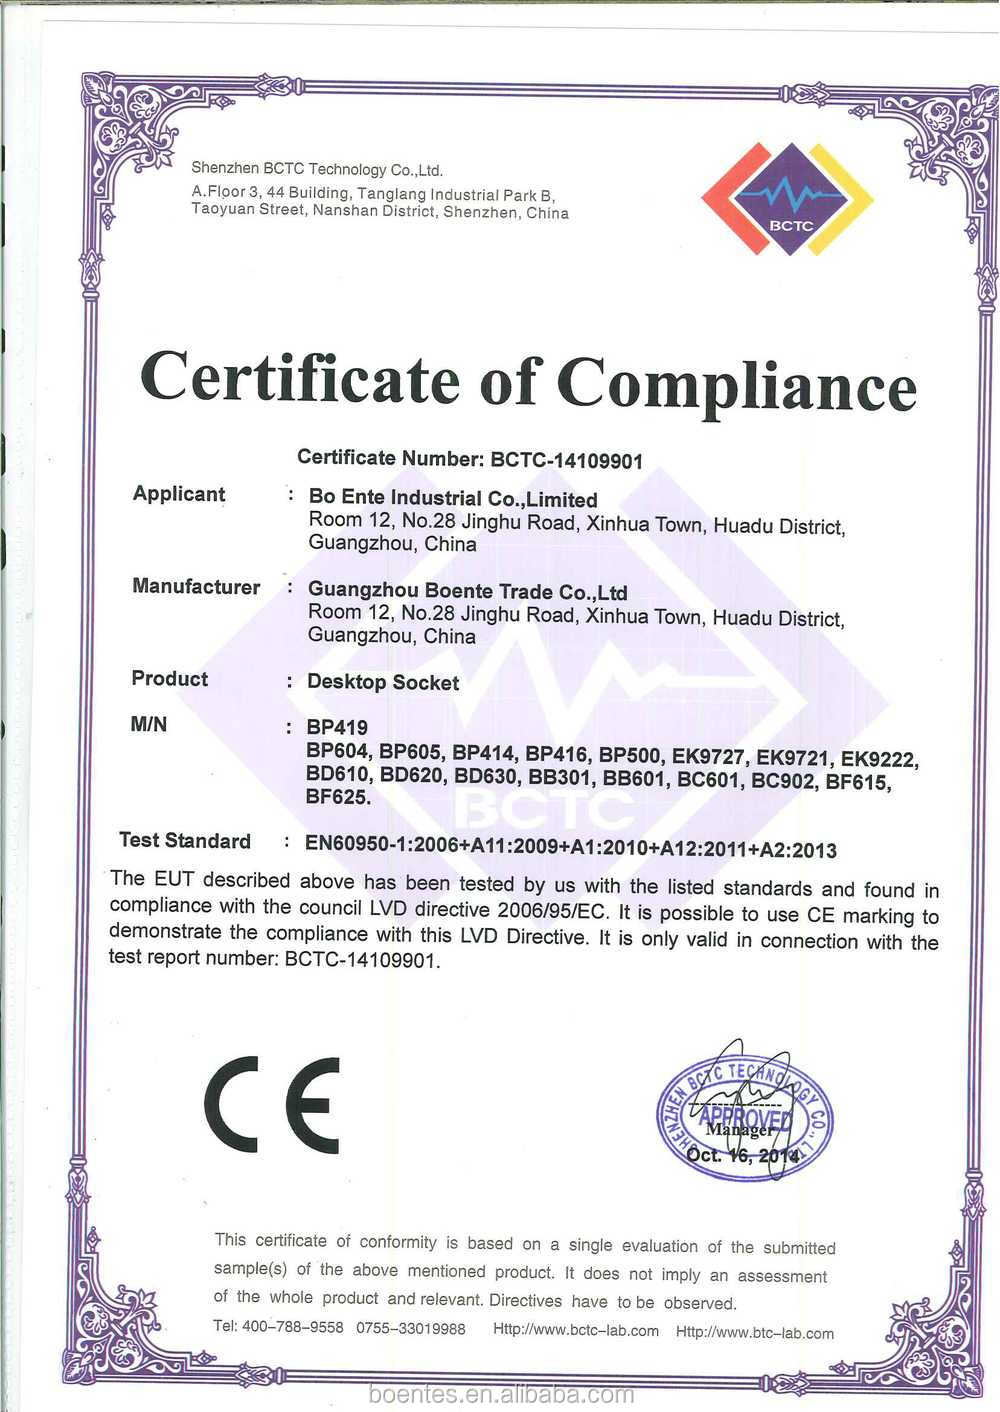 Shenzhen BCTC Technology Co.,Ltd.
A.Floor 3, 44 Building, Tanglang Industrial Park B,
Taoyuan Street, Nanshan District, Shenzhen, China
BCTC
Certificate of Compliance
Certificate Number: BCTC-14109901
Applicant : Bo Ente Industrial Co.,Limited
Room 12, No.28 Jinghu Road, Xinhua Town, Huadu District,
Guangzhou, China
Manufacturer : Guangzhou Boente Trade Co.,Ltd
Room 12, No.28 Jinghu Road, Xinhua Town, Huadu District,
Guangzhou, China
Product : Desktop Socket
M/N : BP419
BP604, BP605, BP414, BP416, BP500, EK9727, EK9721, EK9222,
BD610, BD620, BD630, BB301, BB601, BC601, BC902, BF615,
BF625.
BCTC
Test Standard : EN60950-1:2006+A11:2009+A1:2010+A12:2011+A2:2013
The EUT described above has been tested by us with the listed standards and found in
compliance with the council LVD directive 2006/95/EC. It is possible to use CE marking to
demonstrate the compliance with this LVD Directive. It is only valid in connection with the
test report number: BCTC-14109901.
CE
SHENZHEN BCTC TECHNOLOGY CO., LTD
APPROVED
Manager
Oct. 16, 2014
This certificate of conformity is based on a single evaluation of the submitted
sample(s) of the above mentioned product. It does not imply an assessment
of the whole product and relevant. Directives have to be observed.
Tel: 400-788-9558 0755-33019988 Http://www.bctc-lab.com Http://www.btc-lab.com
boentes.en.alibaba.com